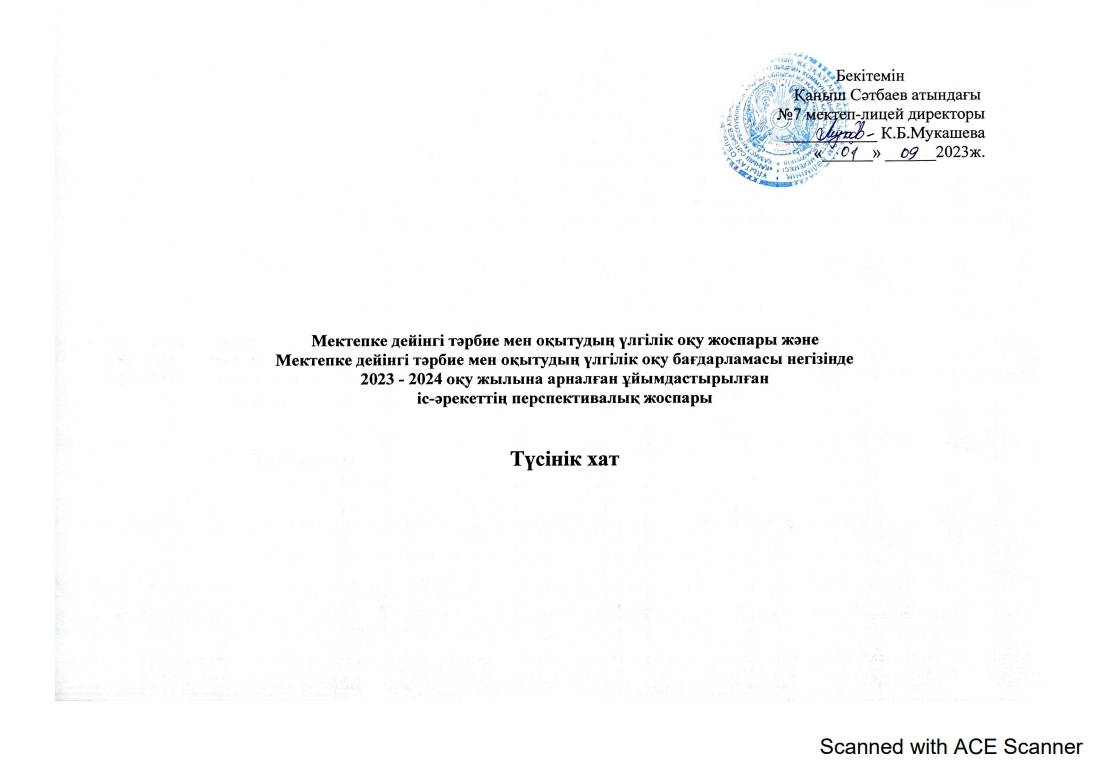 Бекітемін
Қаныш Сәтбаев атындағы
№7 мектеп-лицей директоры
К.Б.Мукашева
« 01 » 09 2023ж.
Мектепке дейінгі тәрбие мен оқытудың үлгілік оқу жоспары және
Мектепке дейінгі тәрбие мен оқытудың үлгілік оқу бағдарламасы негізінде
2023 - 2024 оқу жылына арналған ұйымдастырылған
іс-әрекеттің перспективалық жоспары
Түсінік хат
Scanned with ACE Scanner